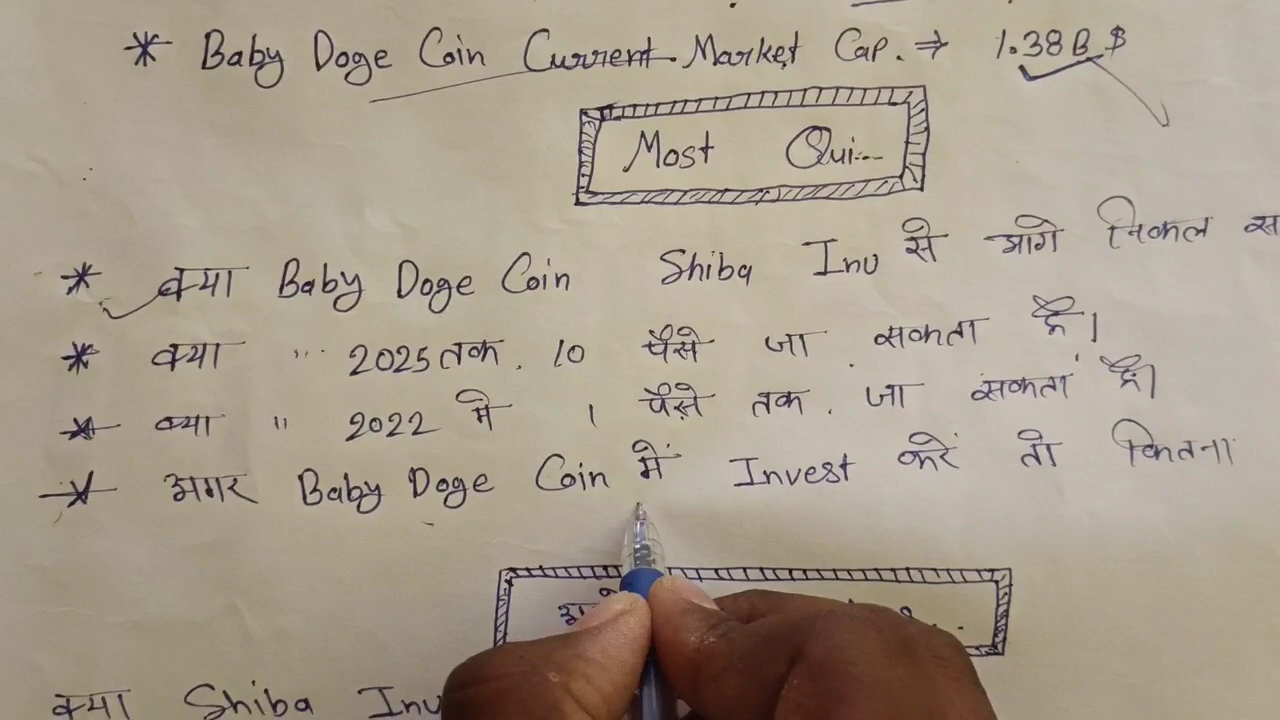 * Baby Doge Coin Current Market Cap. ⇒ 1.38B $
Most Qui...
* क्या Baby Doge Coin Shiba Inu से आगे निकल स
* क्या " 2025 तक. 10 पैसे जा सकता है।
* क्या " 2022 मे 1 पैसे तक. जा सकता है।
* अगर Baby Doge Coin में Invest करें तो कितना
क्या Shiba Inu